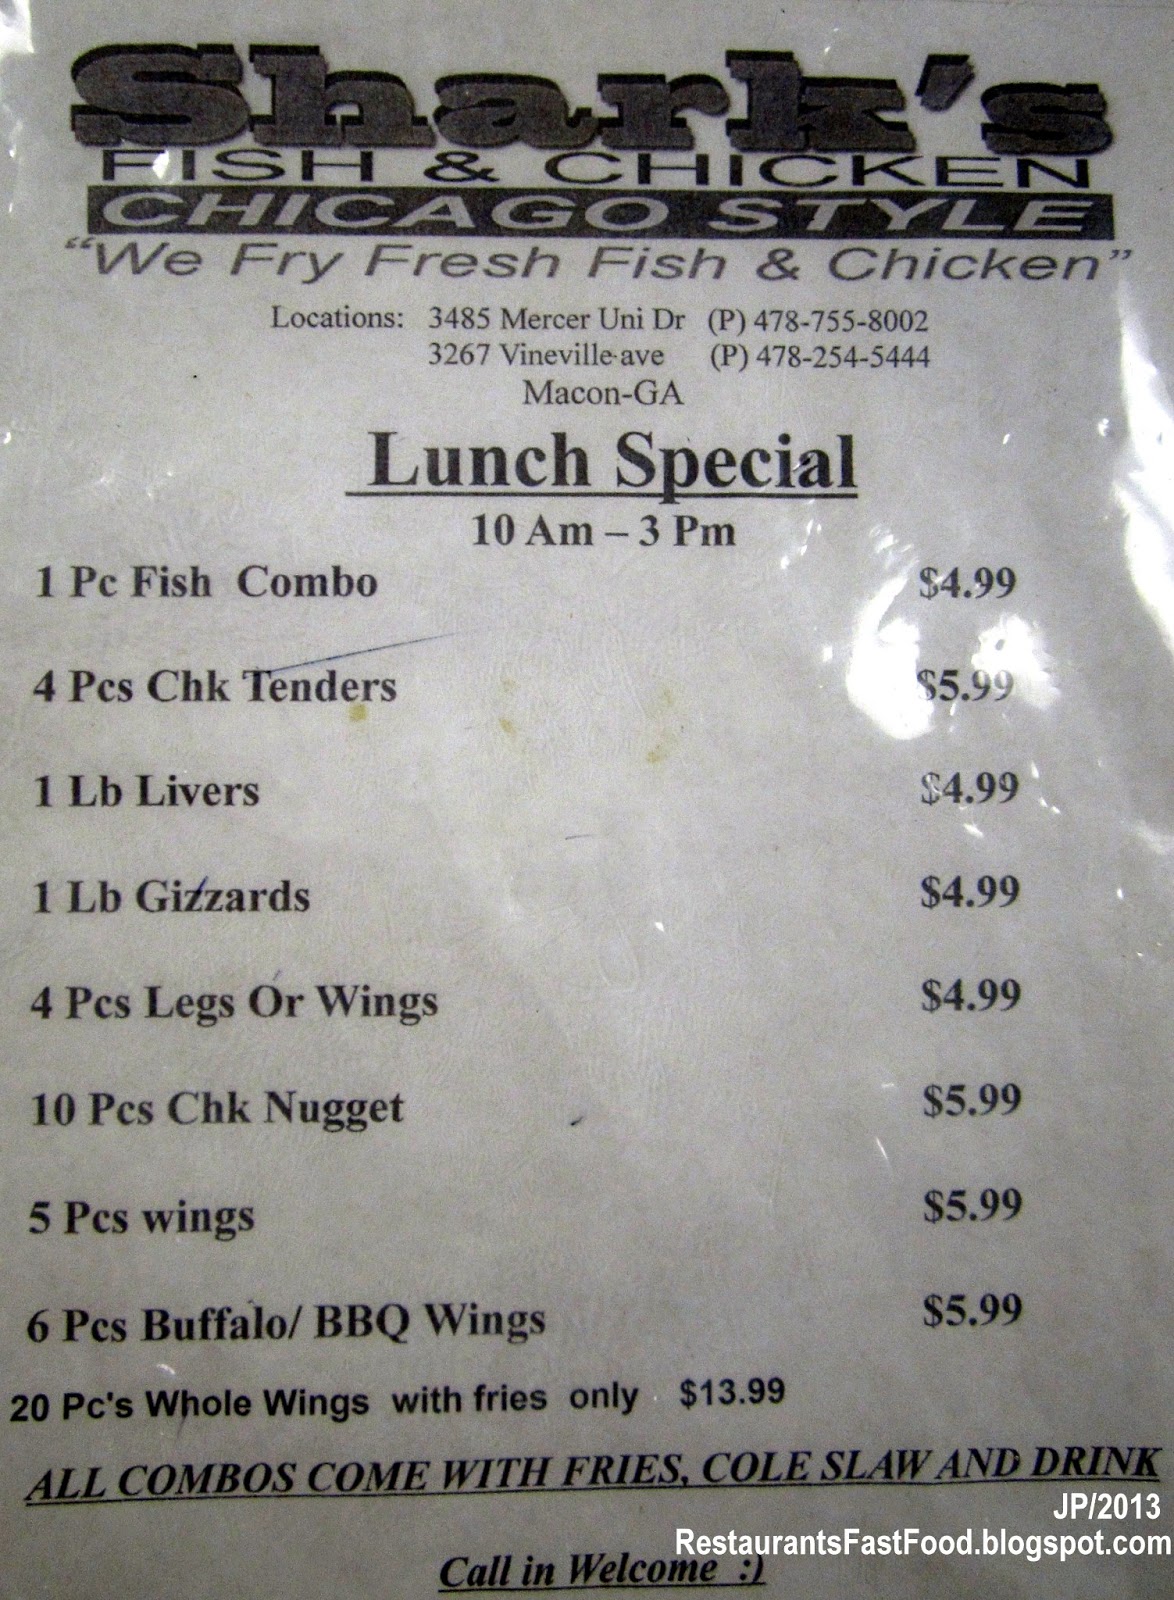 Shark's
FISH & CHICKEN
CHICAGO STYLE
"We Fry Fresh Fish & Chicken"
Locations: 3485 Mercer Uni Dr (P) 478-755-8002
3267 Vineville-ave (P) 478-254-5444
Macon-GA
Lunch Special
10 Am – 3 Pm
1 Pc Fish Combo $4.99
4 Pcs Chk Tenders $5.99
1 Lb Livers $4.99
1 Lb Gizzards $4.99
4 Pcs Legs Or Wings $4.99
10 Pcs Chk Nugget $5.99
5 Pcs wings $5.99
6 Pcs Buffalo/ BBQ Wings $5.99
20 Pc's Whole Wings with fries only $13.99
ALL COMBOS COME WITH FRIES, COLE SLAW AND DRINK
JP/2013
RestaurantsFastFood.blogspot.com
Call in Welcome :)